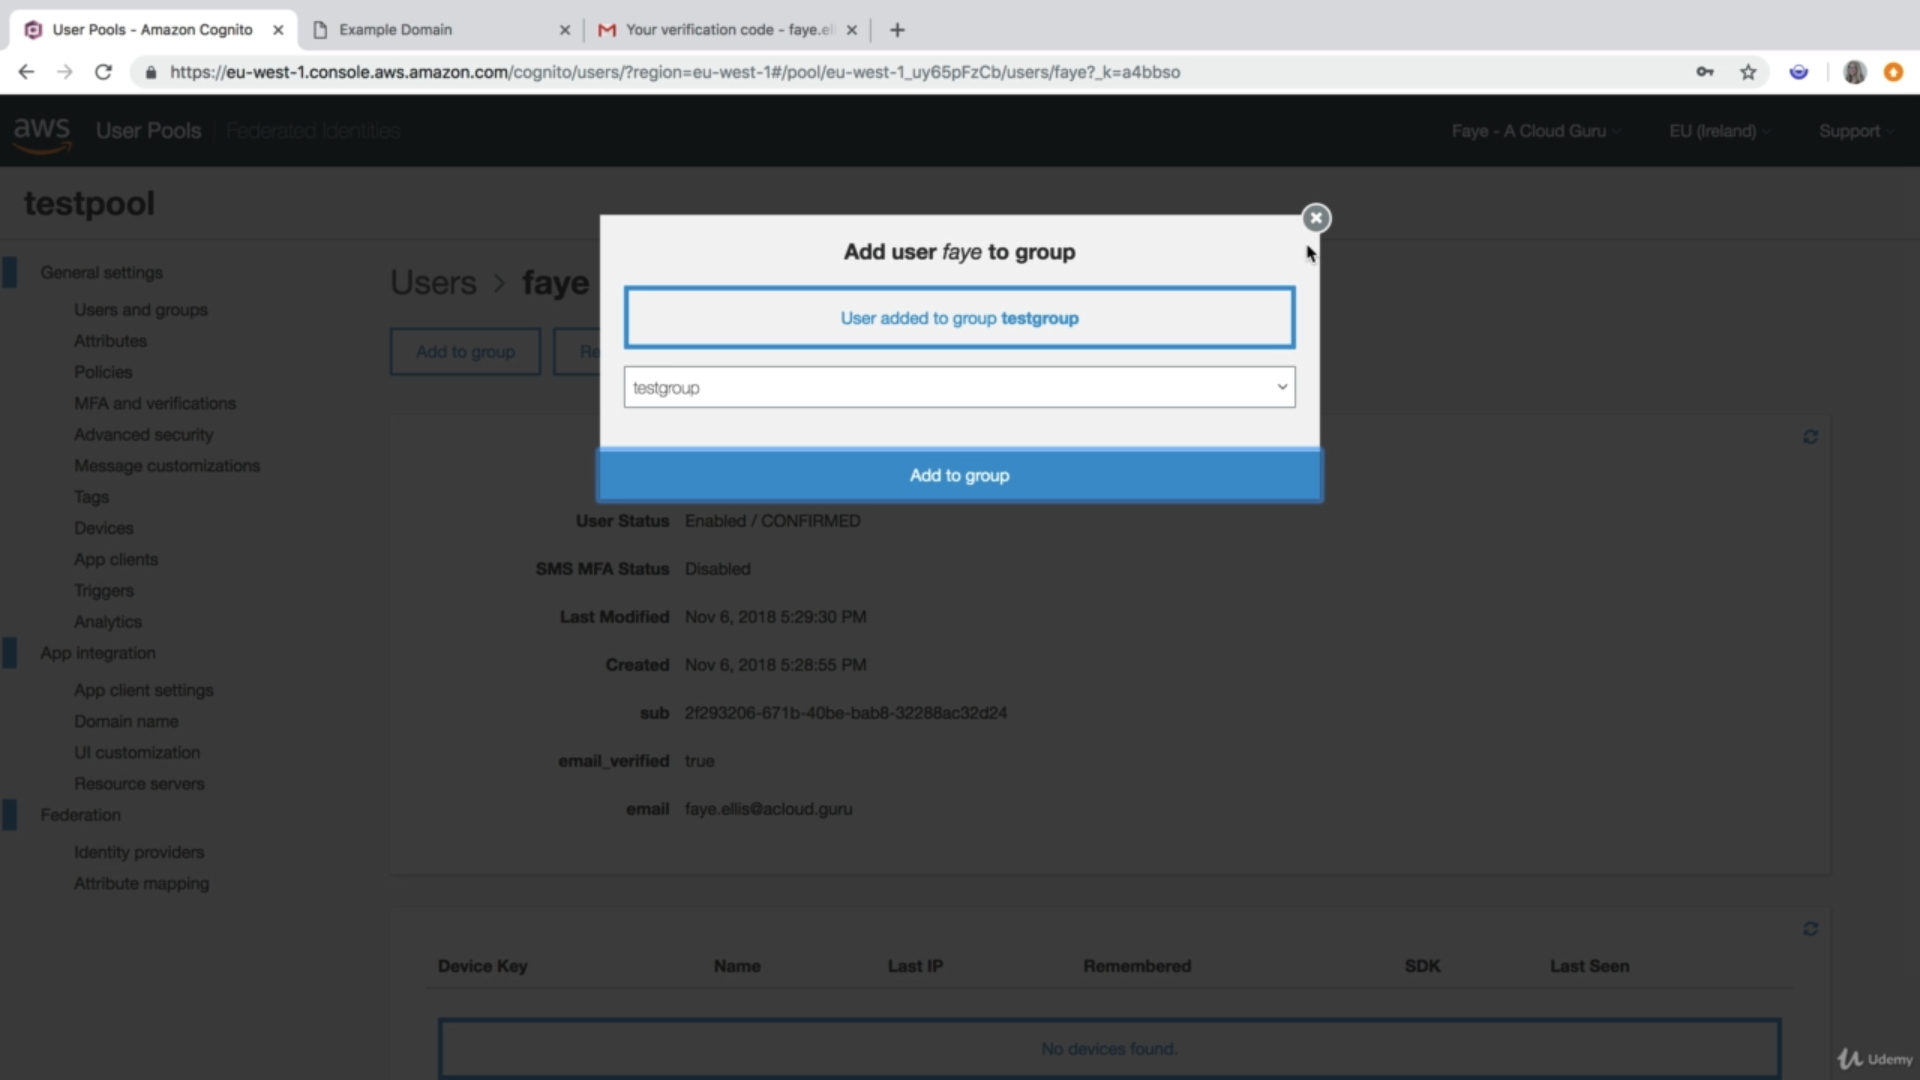 User Pools - Amazon Cognito
Example Domain
Your verification code - faye.el
https://eu-west-1.console.aws.amazon.com/cognito/users/?region=eu-west-1#/pool/eu-west-1_uy65pFzCb/users/faye?_k=a4bbso
aws User Pools Federated Identities Faye - A Cloud Guru EU (Ireland) Support
testpool
Add user faye to group
User added to group testgroup
testgroup
Add to group
General settings
Users and groups
Attributes
Policies
MFA and verifications
Advanced security
Message customizations
Tags
Devices
App clients
Triggers
Analytics
App integration
App client settings
Domain name
UI customization
Resource servers
Federation
Identity providers
Attribute mapping
Users > faye
Add to group Re
User Status Enabled / CONFIRMED
SMS MFA Status Disabled
Last Modified Nov 6, 2018 5:29:30 PM
Created Nov 6, 2018 5:28:55 PM
sub 2f293206-671b-40be-bab8-32288ac32d24
email_verified true
email faye.ellis@acloud.guru
Device Key Name Last IP Remembered SDK Last Seen
No devices found.
Udemy